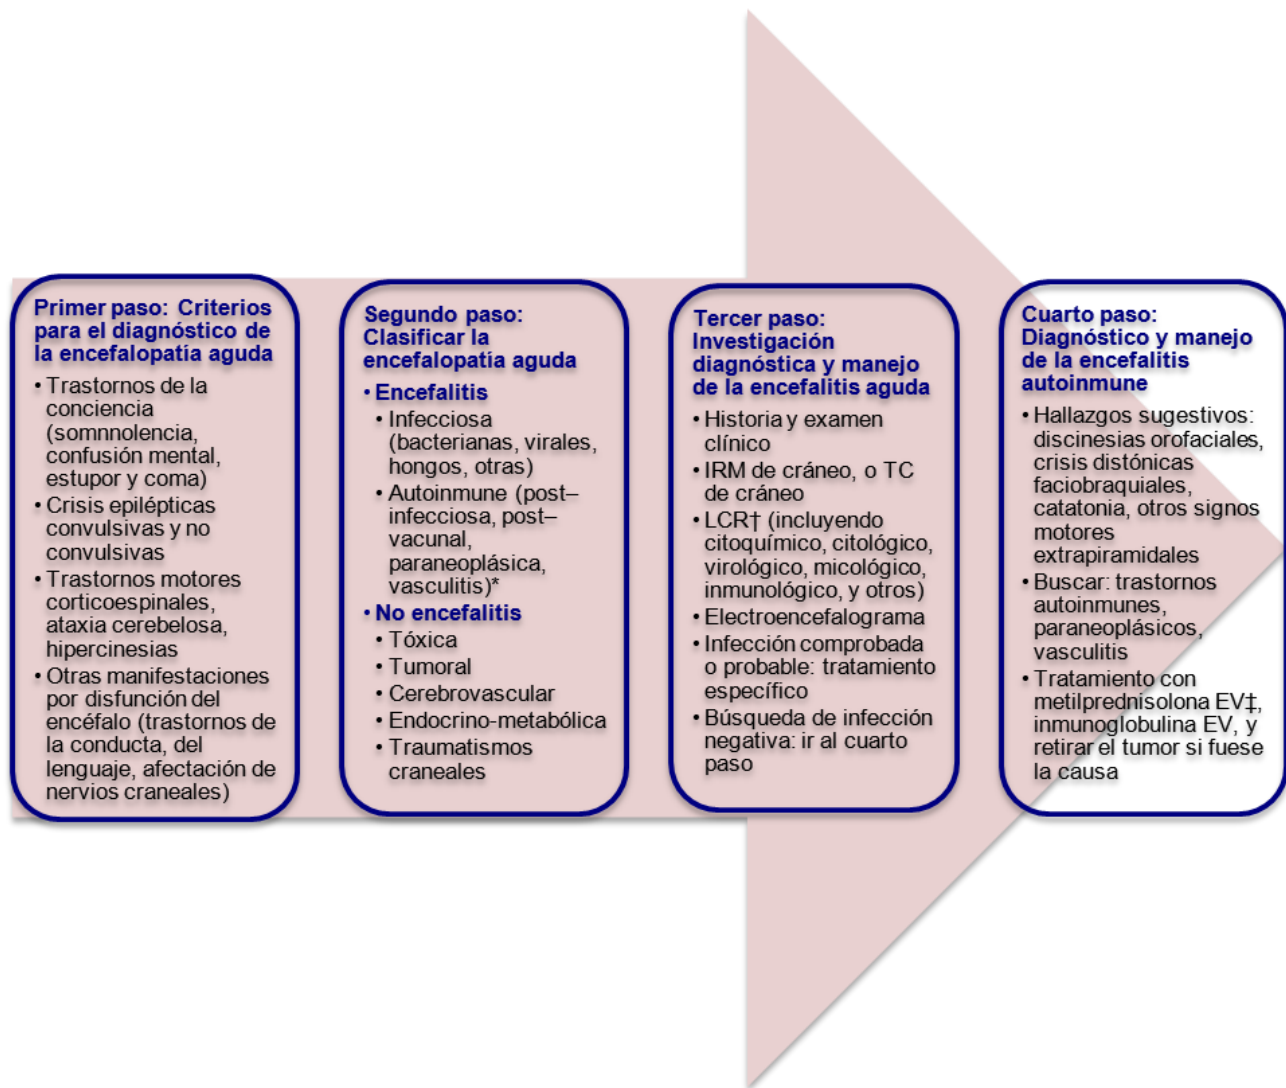 Primer paso: Criterios
para el diagnóstico de
la encefalopatía aguda
• Trastornos de la
conciencia
(somnnolencia,
confusión mental,
estupor y coma)
• Crisis epilépticas
convulsivas y no
convulsivas
• Trastornos motores
corticoespinales,
ataxia cerebelosa,
hipercinesias
• Otras manifestaciones
por disfunción del
encéfalo (trastornos de
la conducta, del
lenguaje, afectación de
nervios craneales)
Segundo paso:
Clasificar la
encefalopatía aguda
• Encefalitis
• Infecciosa
(bacterianas, virales,
hongos, otras)
• Autoinmune (post–
infecciosa, post–
vacunal,
paraneoplásica,
vasculitis)*
• No encefalitis
• Tóxica
• Tumoral
• Cerebrovascular
• Endocrino-metabólica
• Traumatismos
craneales
Tercer paso:
Investigación
diagnóstica y manejo
de la encefalitis aguda
• Historia y examen
clínico
• IRM de cráneo, o TC
de cráneo
• LCR† (incluyendo
citoquímico, citológico,
virológico, micológico,
inmunológico, y otros)
• Electroencefalograma
• Infección comprobada
o probable: tratamiento
específico
• Búsqueda de infección
negativa: ir al cuarto
paso
Cuarto paso:
Diagnóstico y manejo
de la encefalitis
autoinmune
• Hallazgos sugestivos:
discinesias orofaciales,
crisis distónicas
faciobraquiales,
catatonia, otros signos
motores
extrapiramidales
• Buscar: trastornos
autoinmunes,
paraneoplásicos,
vasculitis
• Tratamiento con
metilprednisolona EV‡,
inmunoglobulina EV, y
retirar el tumor si fuese
la causa